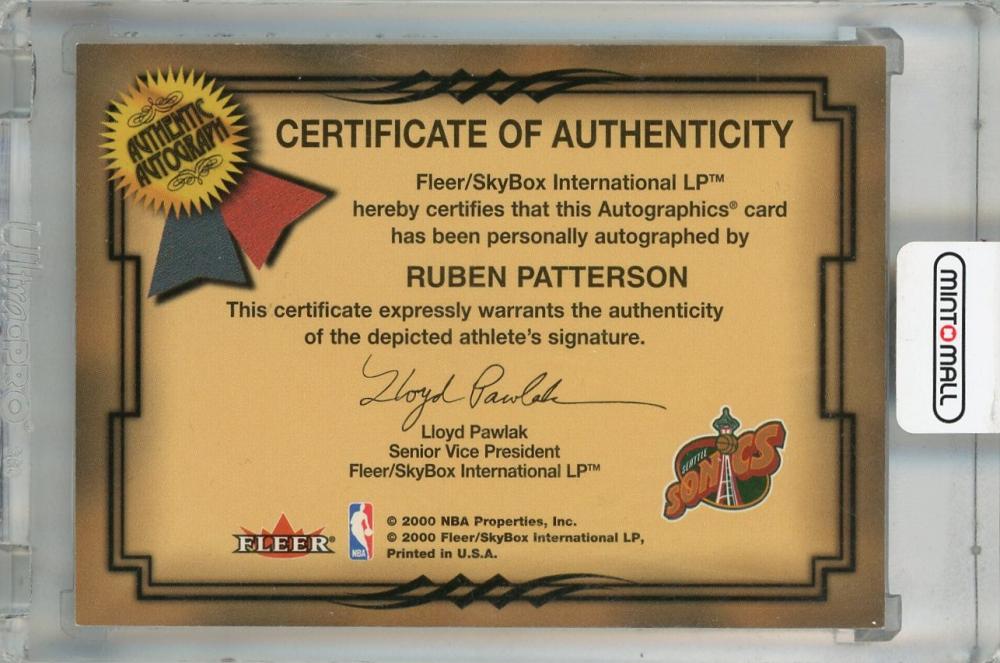 AUTHENTIC
AUTOGRAPH
CERTIFICATE OF AUTHENTICITY
Fleer/SkyBox International LP™
hereby certifies that this Autographics® card
has been personally autographed by
RUBEN PATTERSON
This certificate expressly warrants the authenticity
of the depicted athlete's signature.
Lloyd Pawlak
Lloyd Pawlak
Senior Vice President
Fleer/SkyBox International LP™
SEATTLE
SONICS
FLEER®
NBA
© 2000 NBA Properties, Inc.
© 2000 Fleer/SkyBox International LP,
Printed in U.S.A.
MINT MALL
UltraPRO